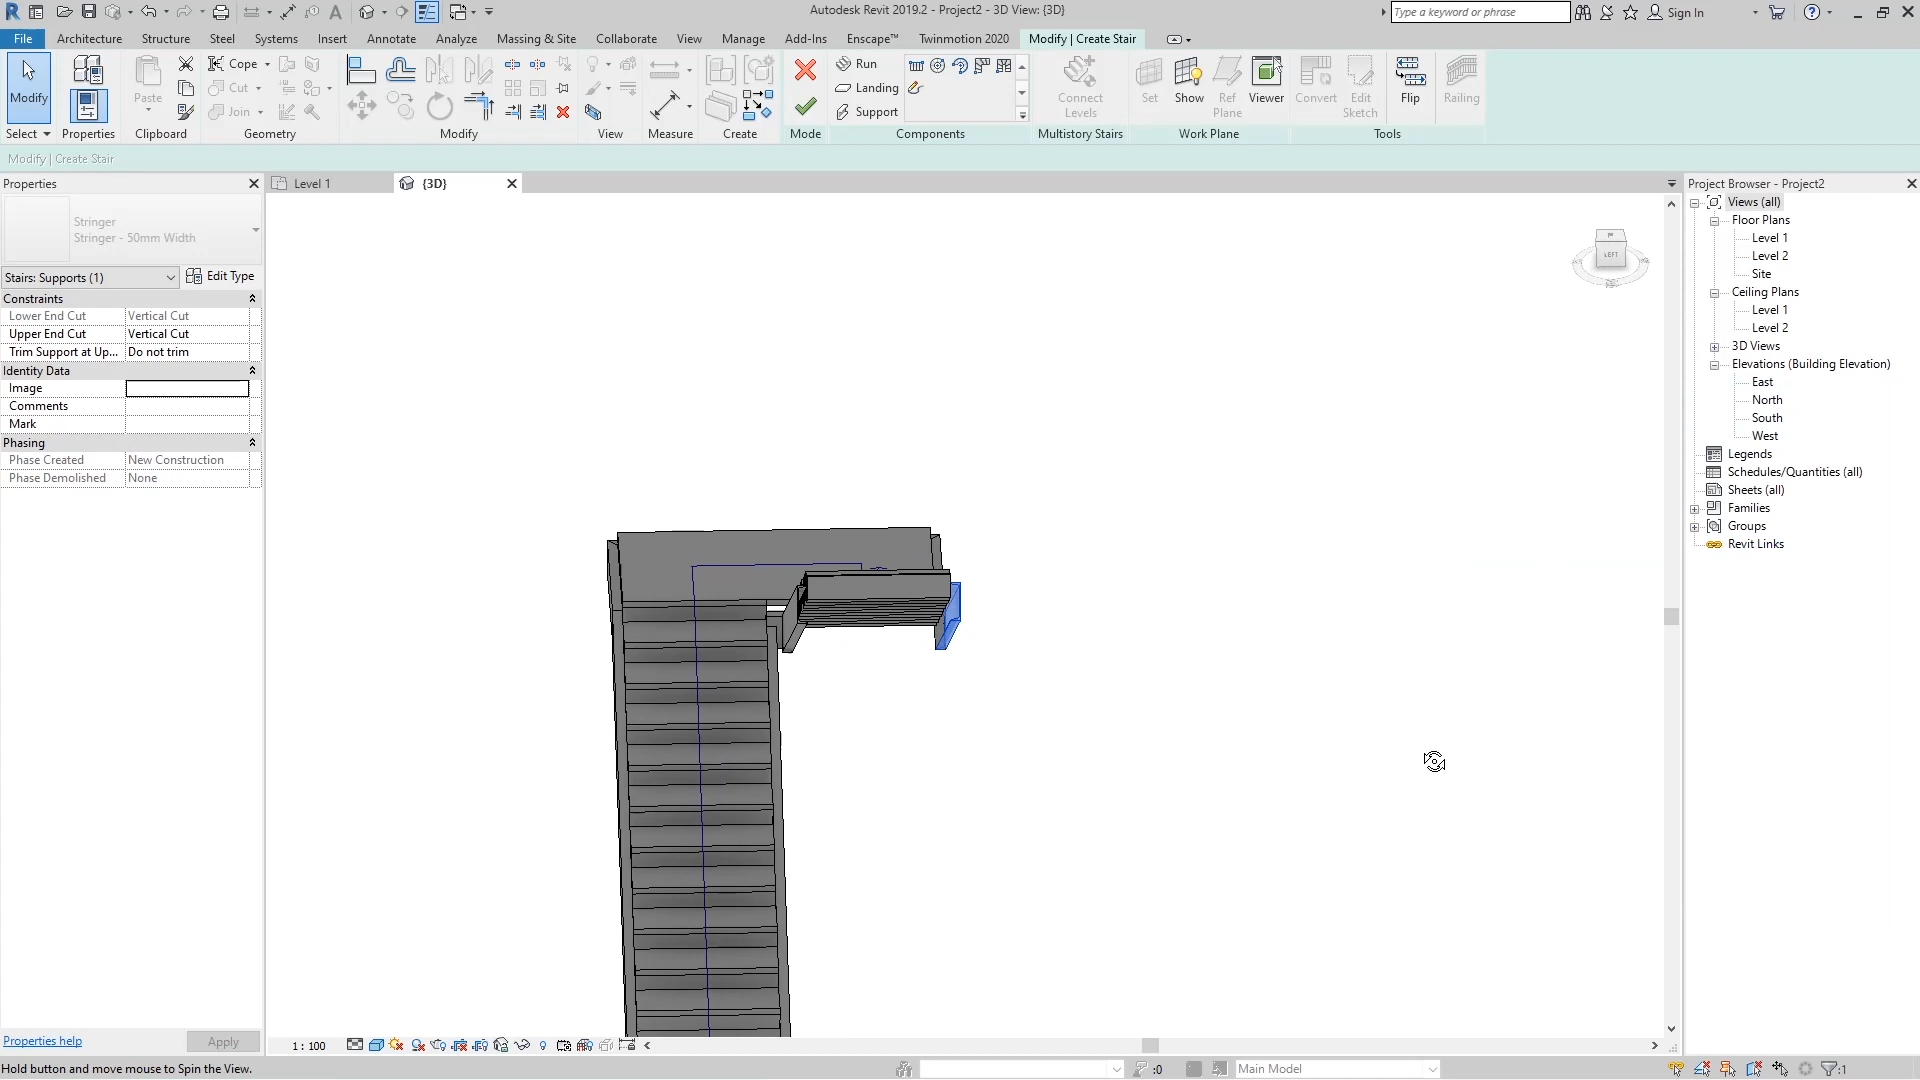 Autodesk Revit 2019.2 - Project2 - 3D View: {3D}
Type a keyword or phrase
Sign In
File
Architecture
Structure
Steel
Systems
Insert
Annotate
Analyze
Massing & Site
Collaborate
View
Manage
Add-Ins
Enscape™
Twinmotion 2020
Modify | Create Stair
Modify
Select
Properties
Paste
Clipboard
Cope
Cut
Join
Geometry
Modify
View
Measure
Create
Mode
Run
Landing
Support
Components
Connect
Levels
Multistory Stairs
Set
Show
Ref
Plane
Viewer
Work Plane
Convert
Edit
Sketch
Flip
Tools
Railing
Modify | Create Stair
Properties
Stringer
Stringer - 50mm Width
Stairs: Supports (1)
Edit Type
Constraints
Lower End Cut
Vertical Cut
Upper End Cut
Vertical Cut
Trim Support at Up...
Do not trim
Identity Data
Image
Comments
Mark
Phasing
Phase Created
New Construction
Phase Demolished
None
Properties help
Apply
Level 1
{3D}
LEFT
1 : 100
Project Browser - Project2
Views (all)
Floor Plans
Level 1
Level 2
Site
Ceiling Plans
Level 1
Level 2
3D Views
Elevations (Building Elevation)
East
North
South
West
Legends
Schedules/Quantities (all)
Sheets (all)
Families
Groups
Revit Links
Hold button and move mouse to Spin the View.
:0
Main Model
:1